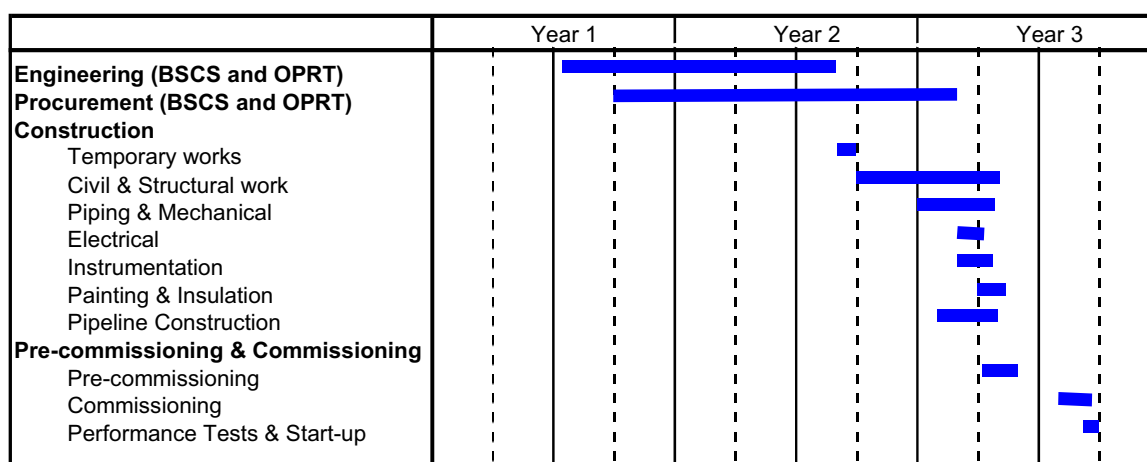 Year 1 Year 2 Year 3
Engineering (BSCS and OPRT)
Procurement (BSCS and OPRT)
Construction
Temporary works
Civil & Structural work
Piping & Mechanical
Electrical
Instrumentation
Painting & Insulation
Pipeline Construction
Pre-commissioning & Commissioning
Pre-commissioning
Commissioning
Performance Tests & Start-up